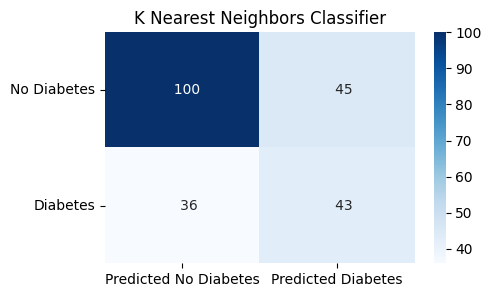 K Nearest Neighbors Classifier
No Diabetes
100
45
Diabetes
36
43
Predicted No Diabetes
Predicted Diabetes
100
90
80
70
60
50
40